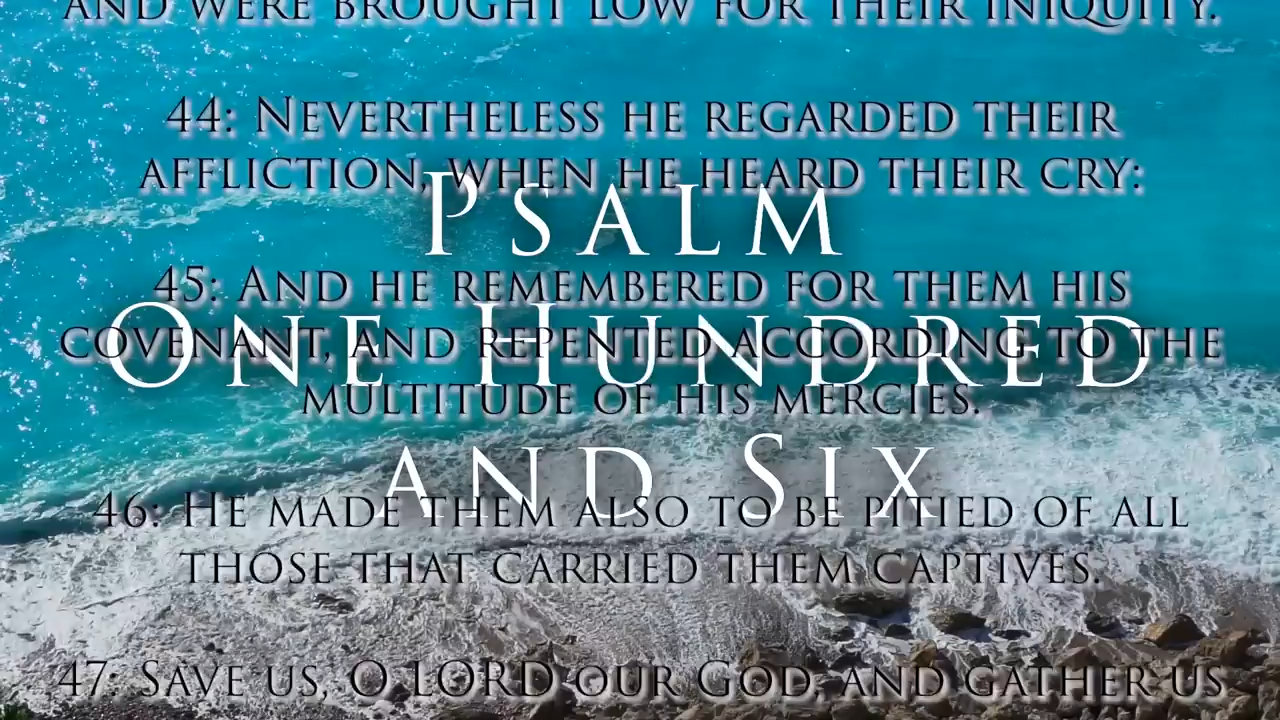 AND WERE BROUGHT LOW FOR THEIR INIQUITY.
44: NEVERTHELESS HE REGARDED THEIR
AFFLICTION, WHEN HE HEARD THEIR CRY:
PSALM
45: AND HE REMEMBERED FOR THEM HIS
ONE HUNDRED
COVENANT, AND REPENTED ACCORDING TO THE
MULTITUDE OF HIS MERCIES.
AND SIX
46: HE MADE THEM ALSO TO BE PITIED OF ALL
THOSE THAT CARRIED THEM CAPTIVES.
47: SAVE US, O LORD OUR GOD, AND GATHER US